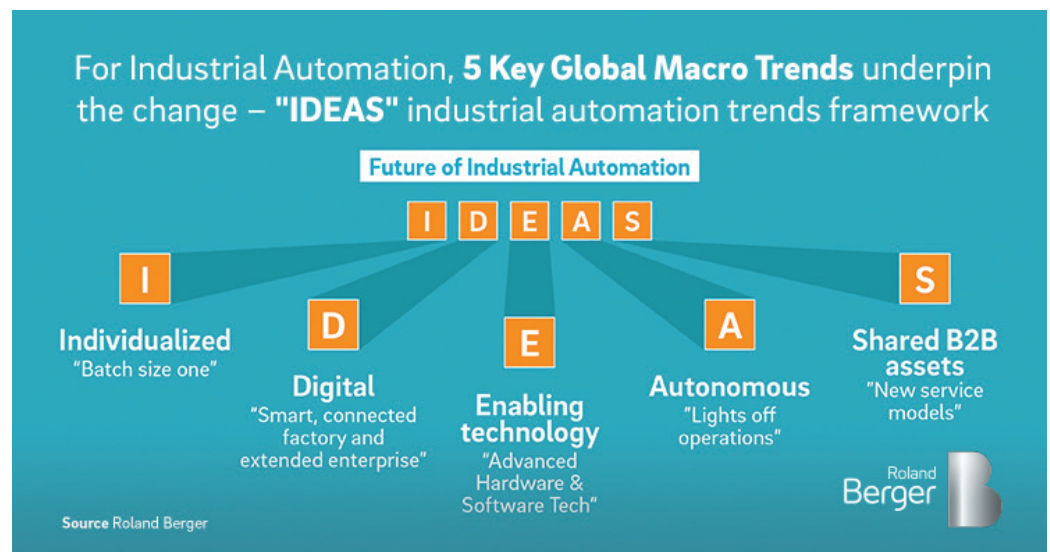 For Industrial Automation, 5 Key Global Macro Trends underpin
the change – "IDEAS" industrial automation trends framework
Future of Industrial Automation
I D E A S
I
Individualized
"Batch size one"
D
Digital
"Smart, connected
factory and
extended enterprise"
E
Enabling
technology
"Advanced
Hardware &
Software Tech"
A
Autonomous
"Lights off
operations"
S
Shared B2B
assets
"New service
models"
Roland
Berger
B
Source Roland Berger